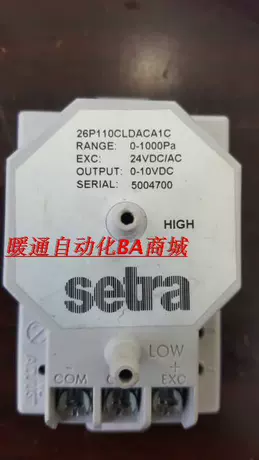 26P110CLDACA1C
RANGE: 0-1000Pa
EXC: 24VDC/AC
OUTPUT: 0-10VDC
SERIAL: 5004700
HIGH
暖通自动化BA商城
setra
LOW
- +
COM EXC